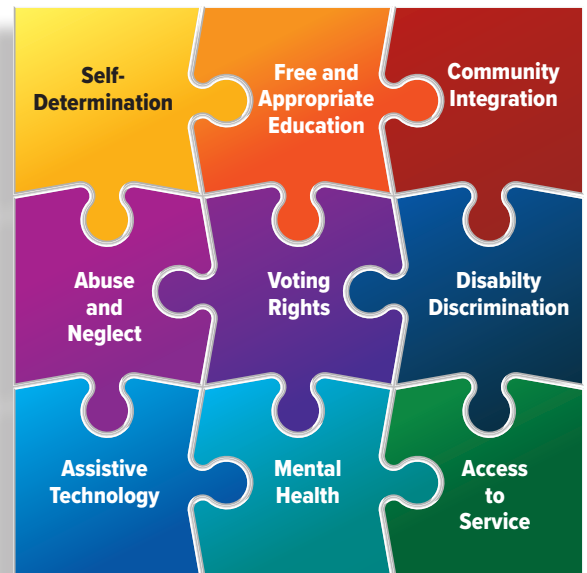 Self-
Determination
Free and
Appropriate
Education
Community
Integration
Abuse
and
Neglect
Voting
Rights
Disabilty
Discrimination
Assistive
Technology
Mental
Health
Access
to
Service